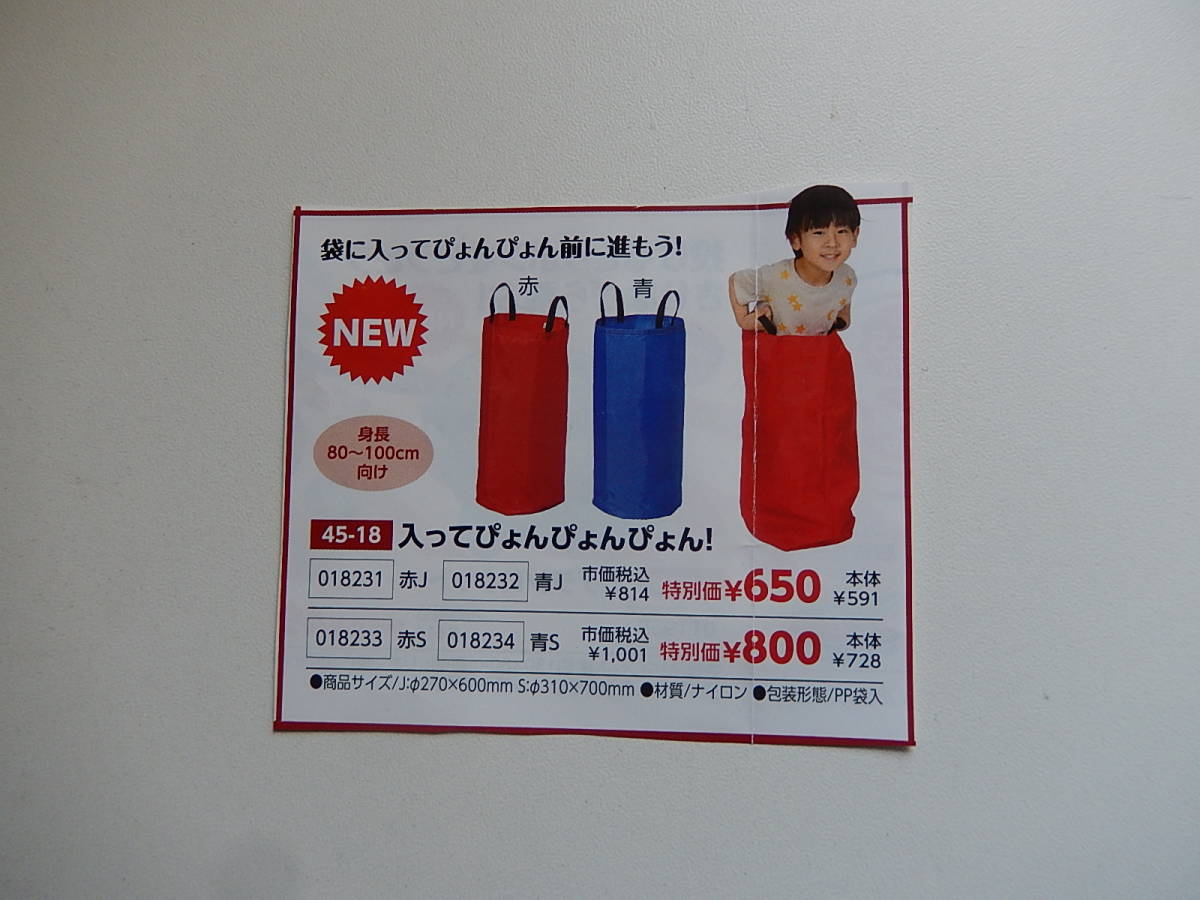 袋に入ってぴょんぴょん前に進もう!
赤
青
NEW
身長
80～100cm
向け
45-18 入ってぴょんぴょんぴょん!
018231 赤J 018232 青J 市価税込 ¥814 特別価¥650 本体 ¥591
018233 赤S 018234 青S 市価税込 ¥1,001 特別価¥800 本体 ¥728
●商品サイズ/J:φ270×600mm S:φ310×700mm ●材質/ナイロン ●包装形態/PP袋入